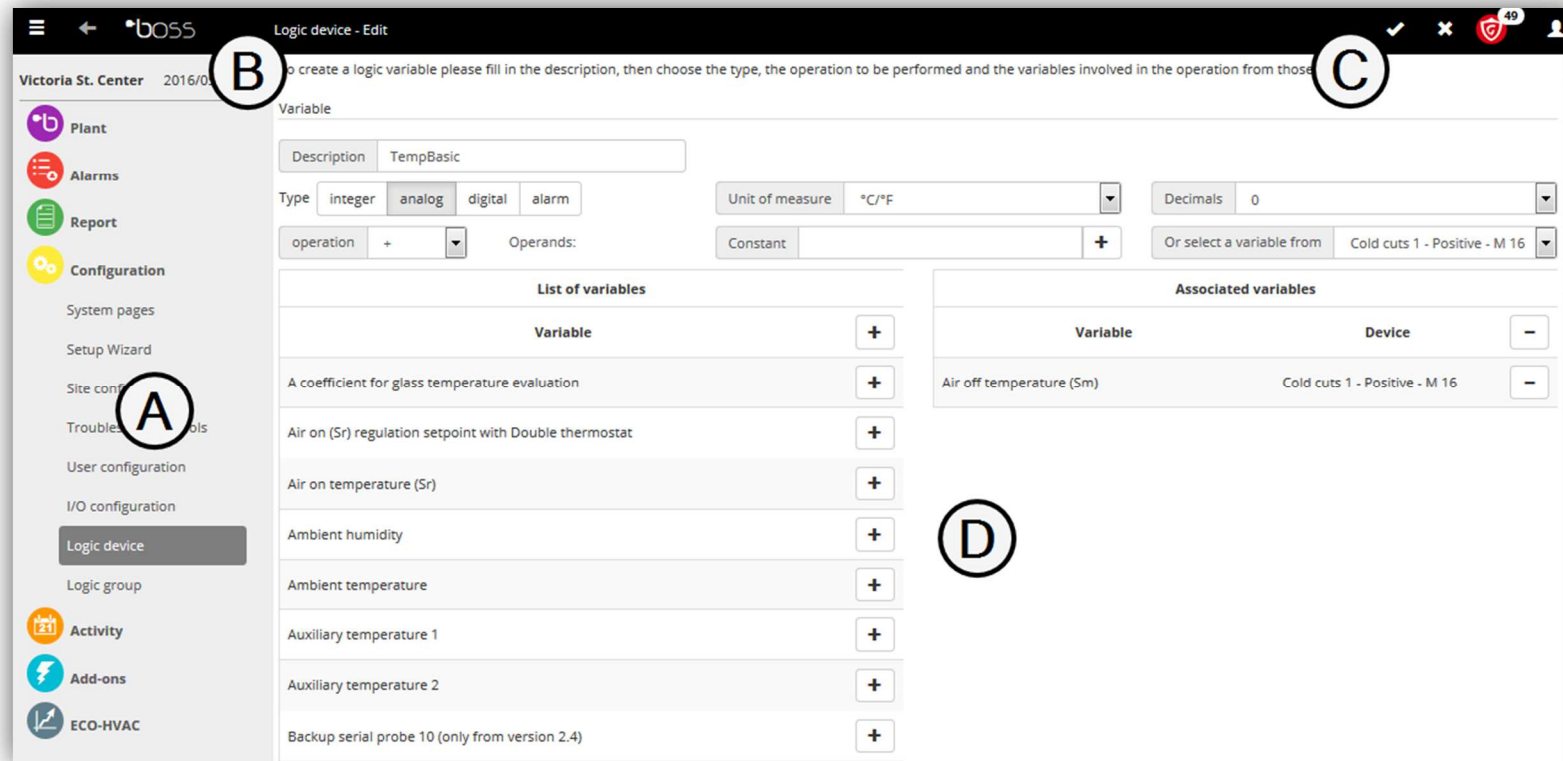 boss Logic device - Edit 49
Victoria St. Center 2016/0
B
o create a logic variable please fill in the description, then choose the type, the operation to be performed and the variables involved in the operation from those
C
Plant
Alarms
Report
Configuration
System pages
Setup Wizard
Site conf
A
Troubles ols
User configuration
I/O configuration
Logic device
Logic group
Activity
21
Add-ons
ECO-HVAC
Variable
Description TempBasic
Type integer analog digital alarm Unit of measure °C/°F Decimals 0
operation + Operands: Constant + Or select a variable from Cold cuts 1 - Positive - M 16
List of variables
Variable +
A coefficient for glass temperature evaluation +
Air on (Sr) regulation setpoint with Double thermostat +
Air on temperature (Sr) +
Ambient humidity +
Ambient temperature +
Auxiliary temperature 1 +
Auxiliary temperature 2 +
Backup serial probe 10 (only from version 2.4) +
Associated variables
Variable Device -
Air off temperature (Sm) Cold cuts 1 - Positive - M 16 -
D